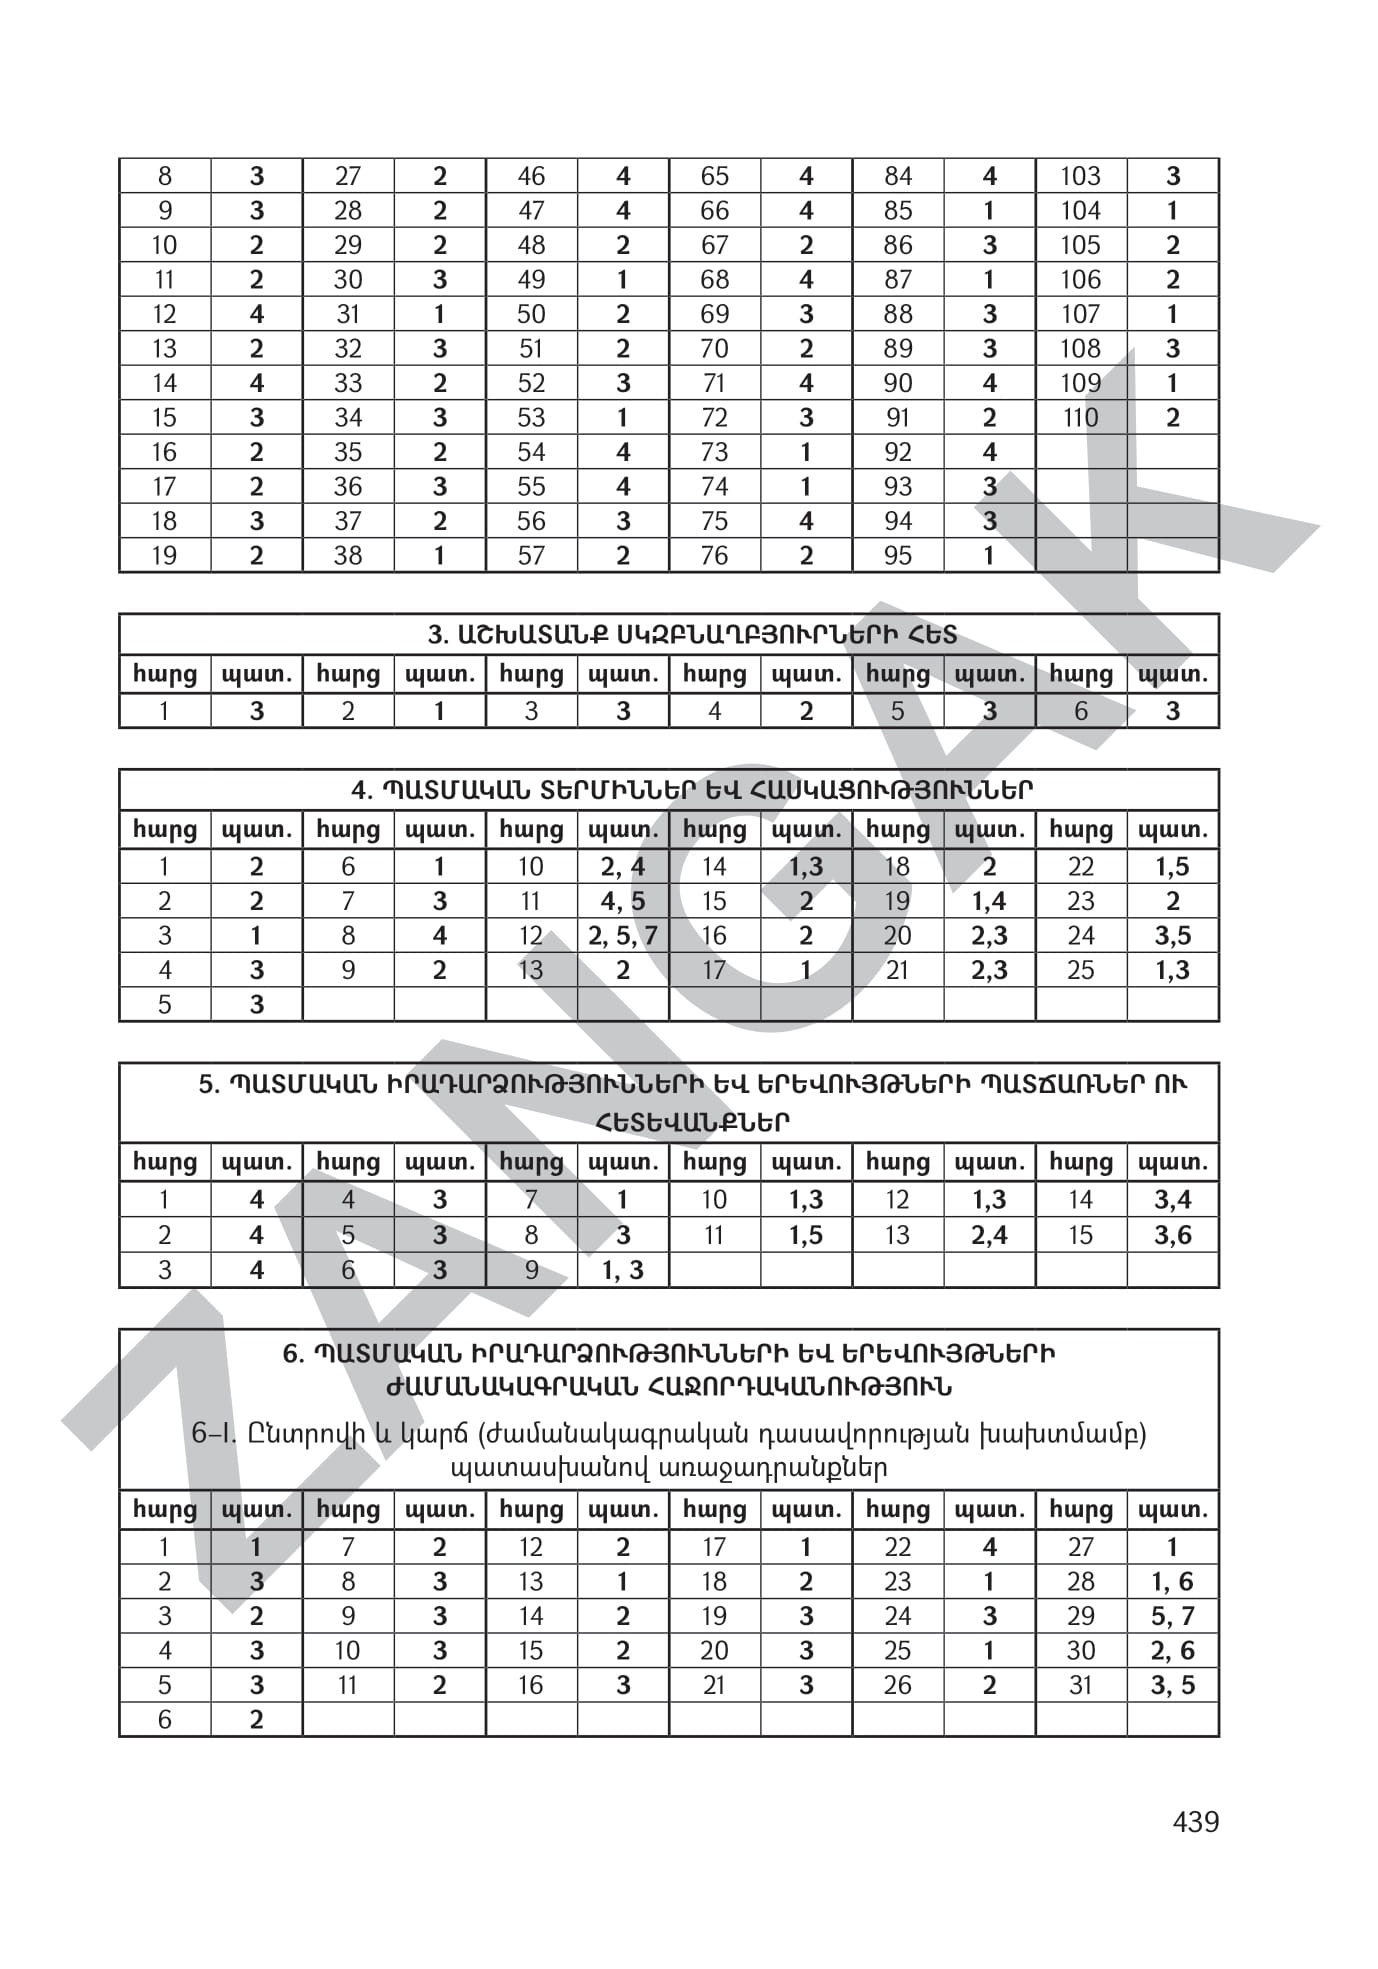 8 3 27 2 46 4 65 4 84 4 103 3
9 3 28 2 47 4 66 4 85 1 104 1
10 2 29 2 48 2 67 2 86 3 105 2
11 2 30 3 49 1 68 4 87 1 106 2
12 4 31 1 50 2 69 3 88 3 107 1
13 2 32 3 51 2 70 2 89 3 108 3
14 4 33 2 52 3 71 4 90 4 109 1
15 3 34 3 53 1 72 3 91 2 110 2
16 2 35 2 54 4 73 1 92 4
17 2 36 3 55 4 74 1 93 3
18 3 37 2 56 3 75 4 94 3
19 2 38 1 57 2 76 2 95 1
3. ԱՇԽԱՏԱՆՔ ՍԿԶԲՆԱՂԲՅՈՒՐՆԵՐԻ ՀԵՏ
հարց պատ. հարց պատ. հարց պատ. հարց պատ. հարց պատ. հարց պատ.
1 3 2 1 3 3 4 2 5 3 6 3
4. ՊԱՏՄԱԿԱՆ ՏԵՐՄԻՆՆԵՐ ԵՎ ՀԱՍԿԱՑՈՒԹՅՈՒՆՆԵՐ
հարց պատ. հարց պատ. հարց պատ. հարց պատ. հարց պատ. հարց պատ.
1 2 6 1 10 2, 4 14 1,3 18 2 22 1,5
2 2 7 3 11 4, 5 15 2 19 1,4 23 2
3 1 8 4 12 2, 5, 7 16 2 20 2,3 24 3,5
4 3 9 2 13 2 17 1 21 2,3 25 1,3
5 3
5. ՊԱՏՄԱԿԱՆ ԻՐԱԴԱՐՁՈՒԹՅՈՒՆՆԵՐԻ ԵՎ ԵՐԵՎՈՒՅԹՆԵՐԻ ՊԱՏՃԱՌՆԵՐ ՈՒ
ՀԵՏԵՎԱՆՔՆԵՐ
հարց պատ. հարց պատ. հարց պատ. հարց պատ. հարց պատ. հարց պատ.
1 4 4 3 7 1 10 1,3 12 1,3 14 3,4
2 4 5 3 8 3 11 1,5 13 2,4 15 3,6
3 4 6 3 9 1, 3
6. ՊԱՏՄԱԿԱՆ ԻՐԱԴԱՐՁՈՒԹՅՈՒՆՆԵՐԻ ԵՎ ԵՐԵՎՈՒՅԹՆԵՐԻ
ԺԱՄԱՆԱԿԱԳՐԱԿԱՆ ՀԱՋՈՐԴԱԿԱՆՈՒԹՅՈՒՆ
6–I. Ընտրովի և կարճ (ժամանակագրական դասավորության խախտմամբ)
պատասխանով առաջադրանքներ
հարց պատ. հարց պատ. հարց պատ. հարց պատ. հարց պատ. հարց պատ.
1 1 7 2 12 2 17 1 22 4 27 1
2 3 8 3 13 1 18 2 23 1 28 1, 6
3 2 9 3 14 2 19 3 24 3 29 5, 7
4 3 10 3 15 2 20 3 25 1 30 2, 6
5 3 11 2 16 3 21 3 26 2 31 3, 5
6 2
439
ZANGAK